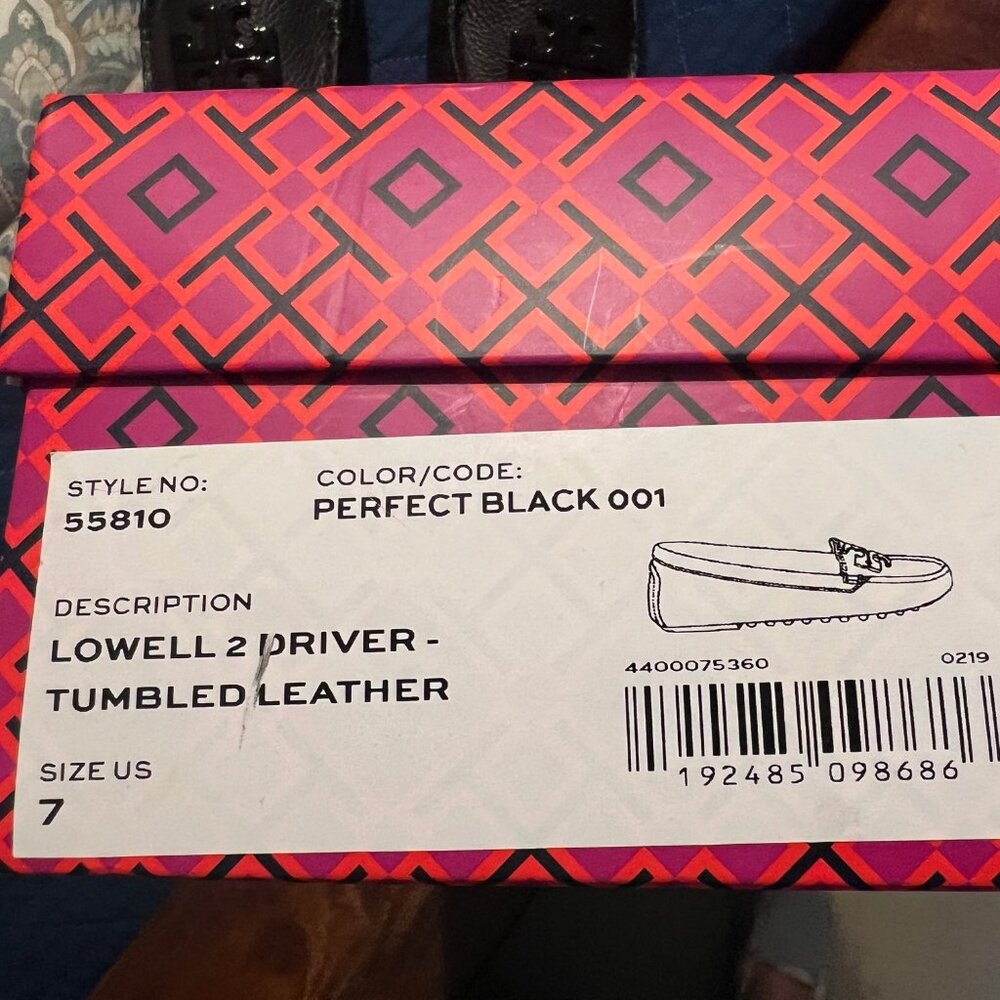 STYLE NO:
55810
COLOR/CODE:
PERFECT BLACK 001
DESCRIPTION
LOWELL 2 DRIVER -
TUMBLED LEATHER
SIZE US
7
4400075360 0219
192485 098686